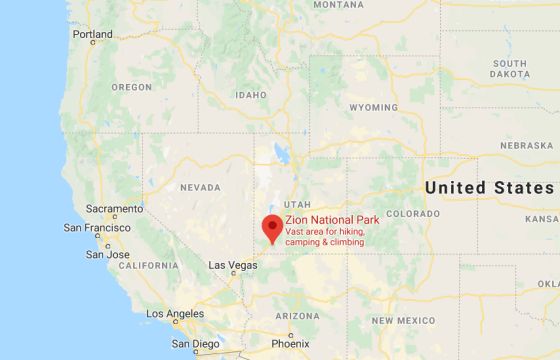 MONTANA
Portland
OREGON
IDAHO
SOUTH
DAKOTA
WYOMING
NEBRASKA
NEVADA
United States
UTAH
COLORADO
KANSA
Sacramento
San Francisco
San Jose
Zion National Park
Vast area for hiking,
camping & climbing
CALIFORNIA
Las Vegas
OKL
Los Angeles
ARIZONA
NEW MEXICO
San Diego
Phoenix